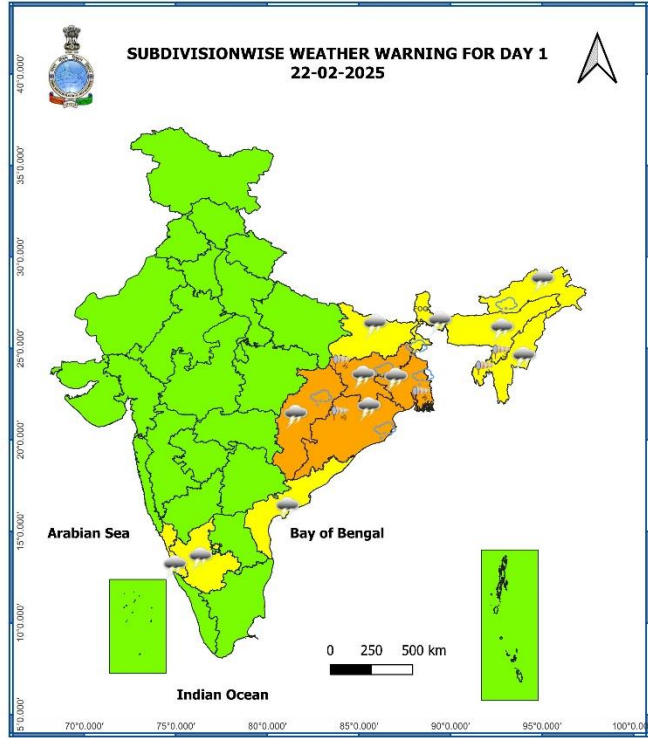 SUBDIVISIONWISE WEATHER WARNING FOR DAY 1
22-02-2025
40°0.000'
35°0.000'
30°0.000'
25°0.000'
20°0.000'
15°0.000'
10°0.000'
5°0.000'
Arabian Sea
Bay of Bengal
0 250 500 km
Indian Ocean
70°0.000' 75°0.000' 80°0.000' 85°0.000' 90°0.000' 95°0.000' 100°0.000'